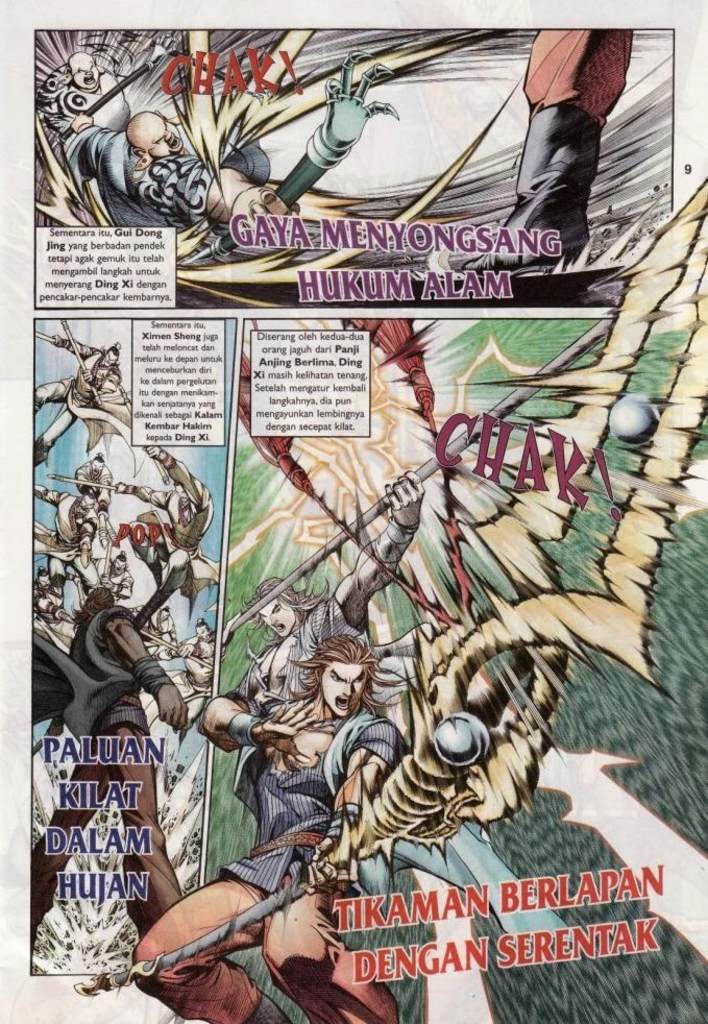 CHAK!
9
Sementara itu, Gui Dong
Jing yang berbadan pendek
tetapi agak gemuk itu telah
mengambil langkah untuk
menyerang Ding Xi dengan
pencakar-pencakar kembarnya.
GAYA MENYONGSANG
HUKUM ALAM
Sementara itu,
Ximen Sheng juga
telah meloncat dan
meluru ke depan untuk
menceburkan diri
ke dalam pergelutan
itu dengan menikam-
kan senjatanya yang
dikenali sebagai Kalam
Kembar Hakim
kepada Ding Xi.
Diserang oleh kedua-dua
orang jaguh dari Panji
Anjing Berlima, Ding
Xi masih kelihatan tenang.
Setelah mengatur kembali
langkahnya, dia pun
mengayunkan lembingnya
dengan secepat kilat.
CHAK!
POP!
PALUAN
KILAT
DALAM
HUJAN
TIKAMAN BERLAPAN
DENGAN SERENTAK